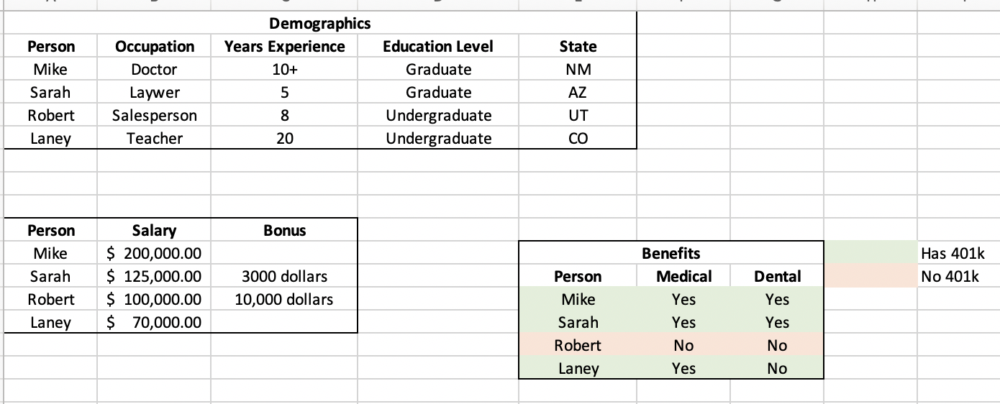 Demographics
Person Occupation Years Experience Education Level State
Mike Doctor 10+ Graduate NM
Sarah Laywer 5 Graduate AZ
Robert Salesperson 8 Undergraduate UT
Laney Teacher 20 Undergraduate CO
Person Salary Bonus
Mike $ 200,000.00
Sarah $ 125,000.00 3000 dollars
Robert $ 100,000.00 10,000 dollars
Laney $ 70,000.00
Benefits
Person Medical Dental
Mike Yes Yes
Sarah Yes Yes
Robert No No
Laney Yes No
Has 401k
No 401k